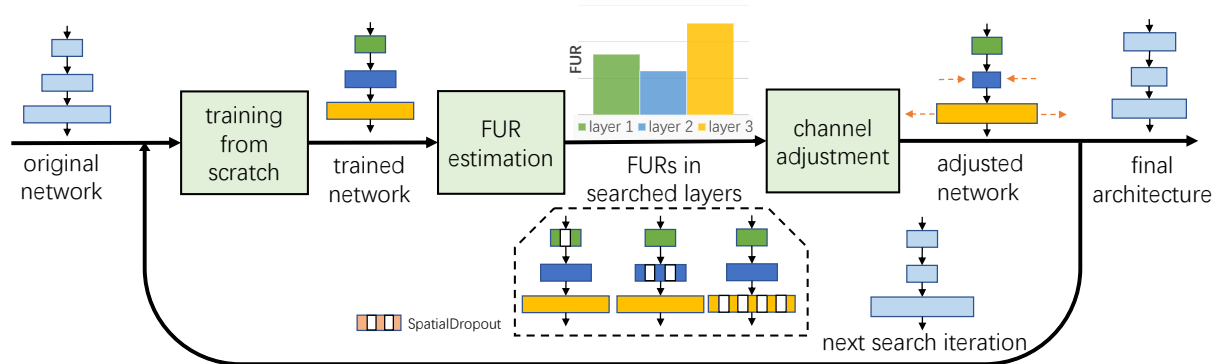 original
network
training
from
scratch
trained
network
FUR
estimation
FUR
layer 1 layer 2 layer 3
FURs in
searched layers
channel
adjustment
adjusted
network
final
architecture
SpatialDropout
next search iteration